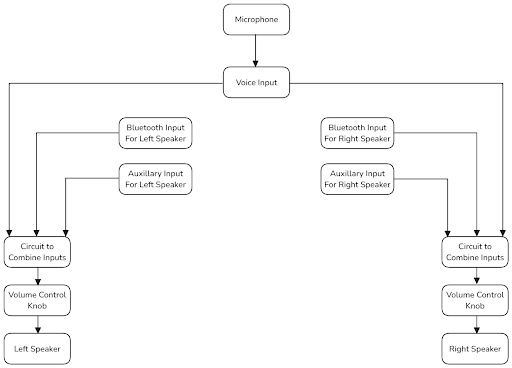 Microphone
Voice Input
Bluetooth Input
For Left Speaker
Bluetooth Input
For Right Speaker
Auxillary Input
For Left Speaker
Auxillary Input
For Right Speaker
Circuit to
Combine Inputs
Circuit to
Combine Inputs
Volume Control
Knob
Volume Control
Knob
Left Speaker
Right Speaker